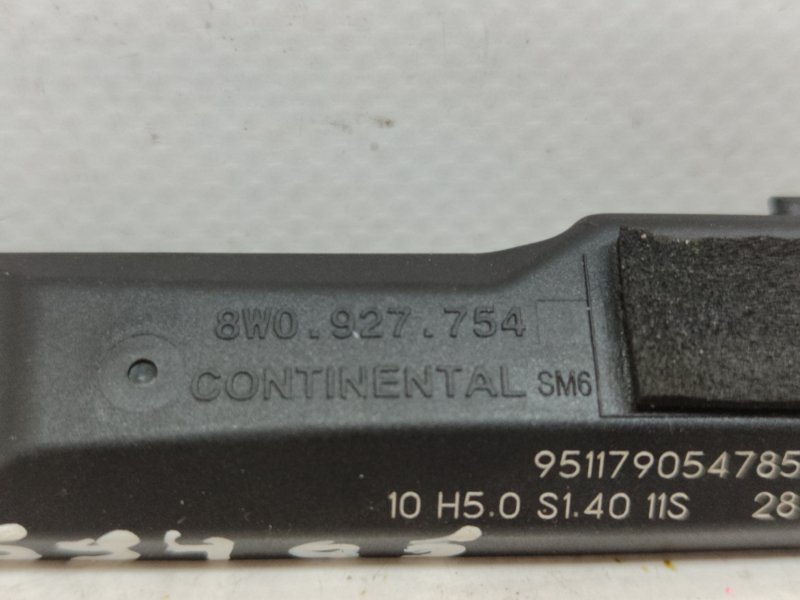 8W0.927.754
CONTINENTAL SM6
951179054785
10 H5.0 S1.40 11S 28